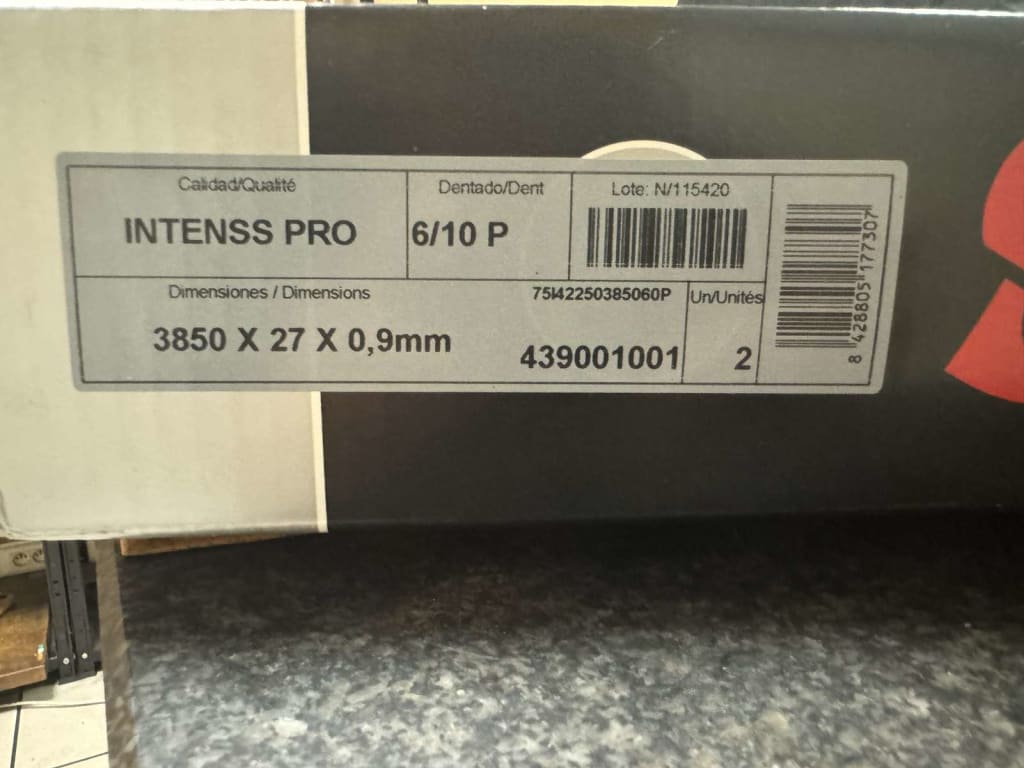 Calidad/Qualité
INTENSS PRO
Dentado/Dent
6/10 P
Lote: N/115420
Dimensiones / Dimensions
3850 X 27 X 0,9mm
75I42250385060P
439001001
Un/Unités
2
8 428805 177307